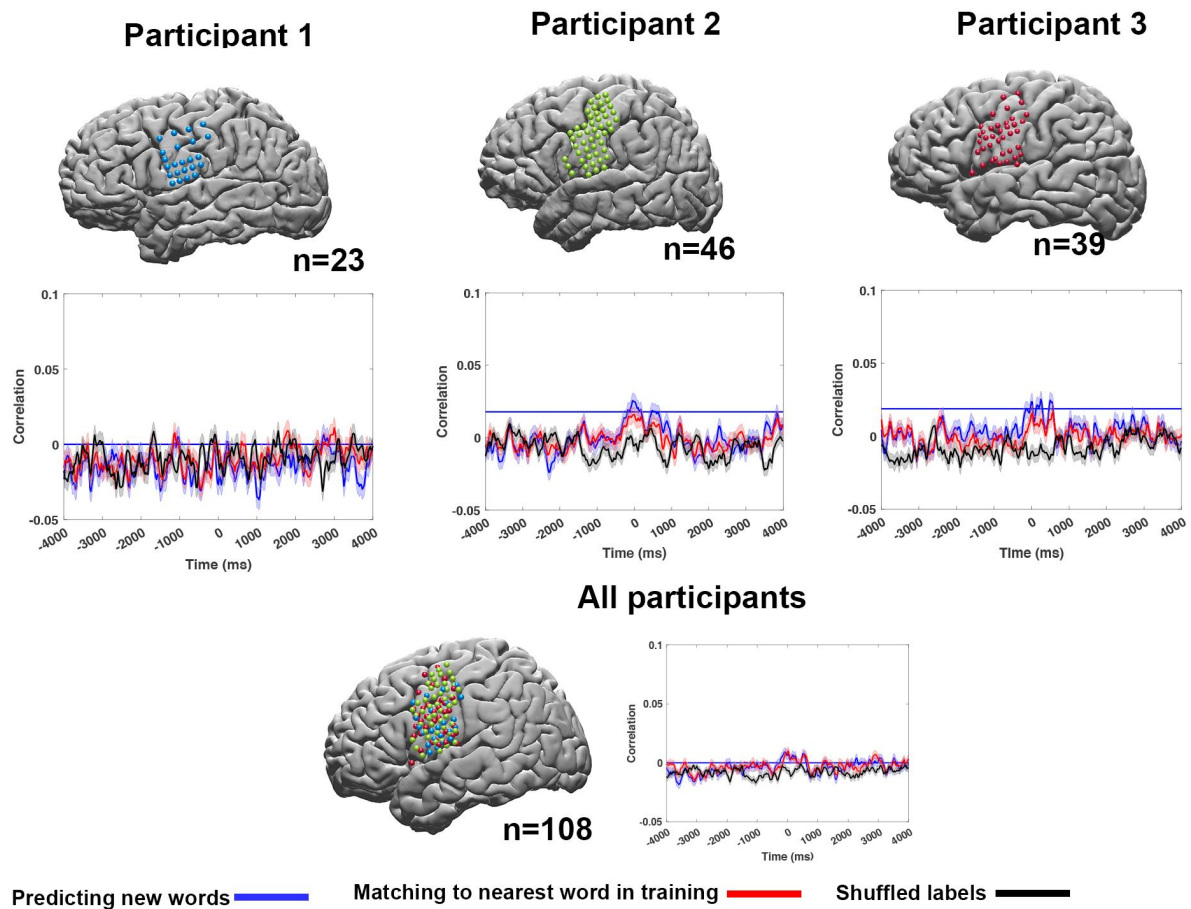 Participant 1
Participant 2
Participant 3
n=23
n=46
n=39
0.1
0.05
0
-0.05
Correlation
-4000 -3000 -2000 -1000 0 1000 2000 3000 4000
Time (ms)
0.1
0.05
0
-0.05
Correlation
-4000 -3000 -2000 -1000 0 1000 2000 3000 4000
Time (ms)
0.1
0.05
0
-0.05
Correlation
-4000 -3000 -2000 -1000 0 1000 2000 3000 4000
Time (ms)
All participants
n=108
0.1
0.05
0
-0.05
Correlation
-4000 -3000 -2000 -1000 0 1000 2000 3000 4000
Time (ms)
Predicting new words
Matching to nearest word in training
Shuffled labels